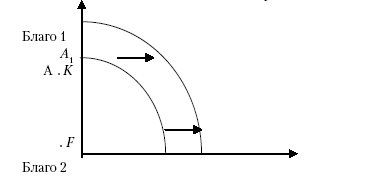 Благо 1
A₁
А . K
. F
Благо 2